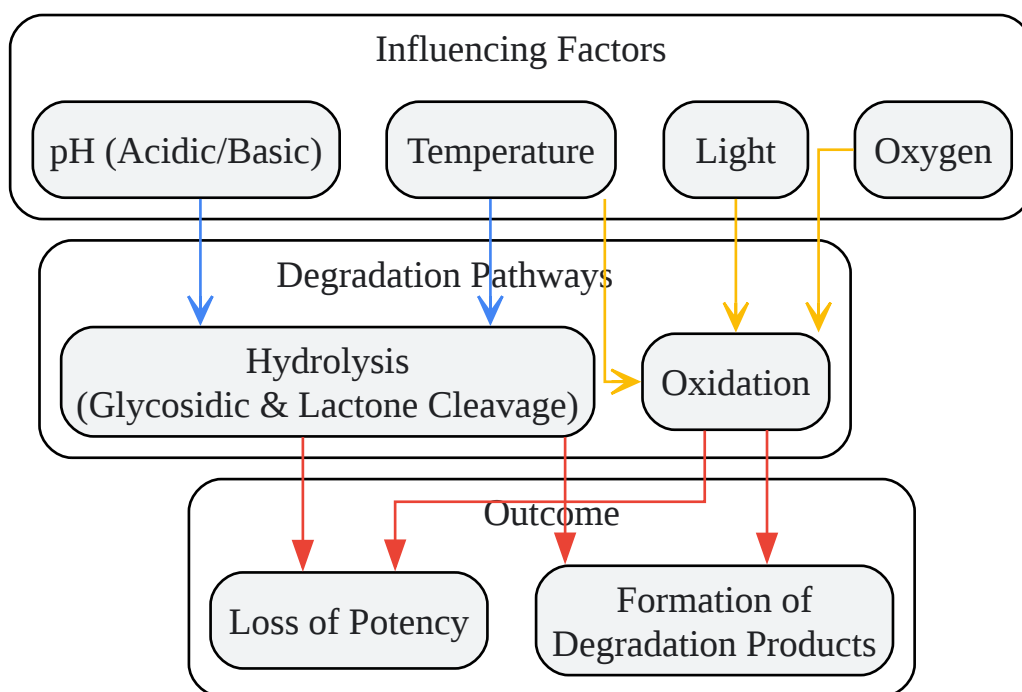 Influencing Factors
pH (Acidic/Basic)
Temperature
Light
Oxygen
Degradation Pathways
Hydrolysis
(Glycosidic & Lactone Cleavage)
Oxidation
Outcome
Loss of Potency
Formation of
Degradation Products